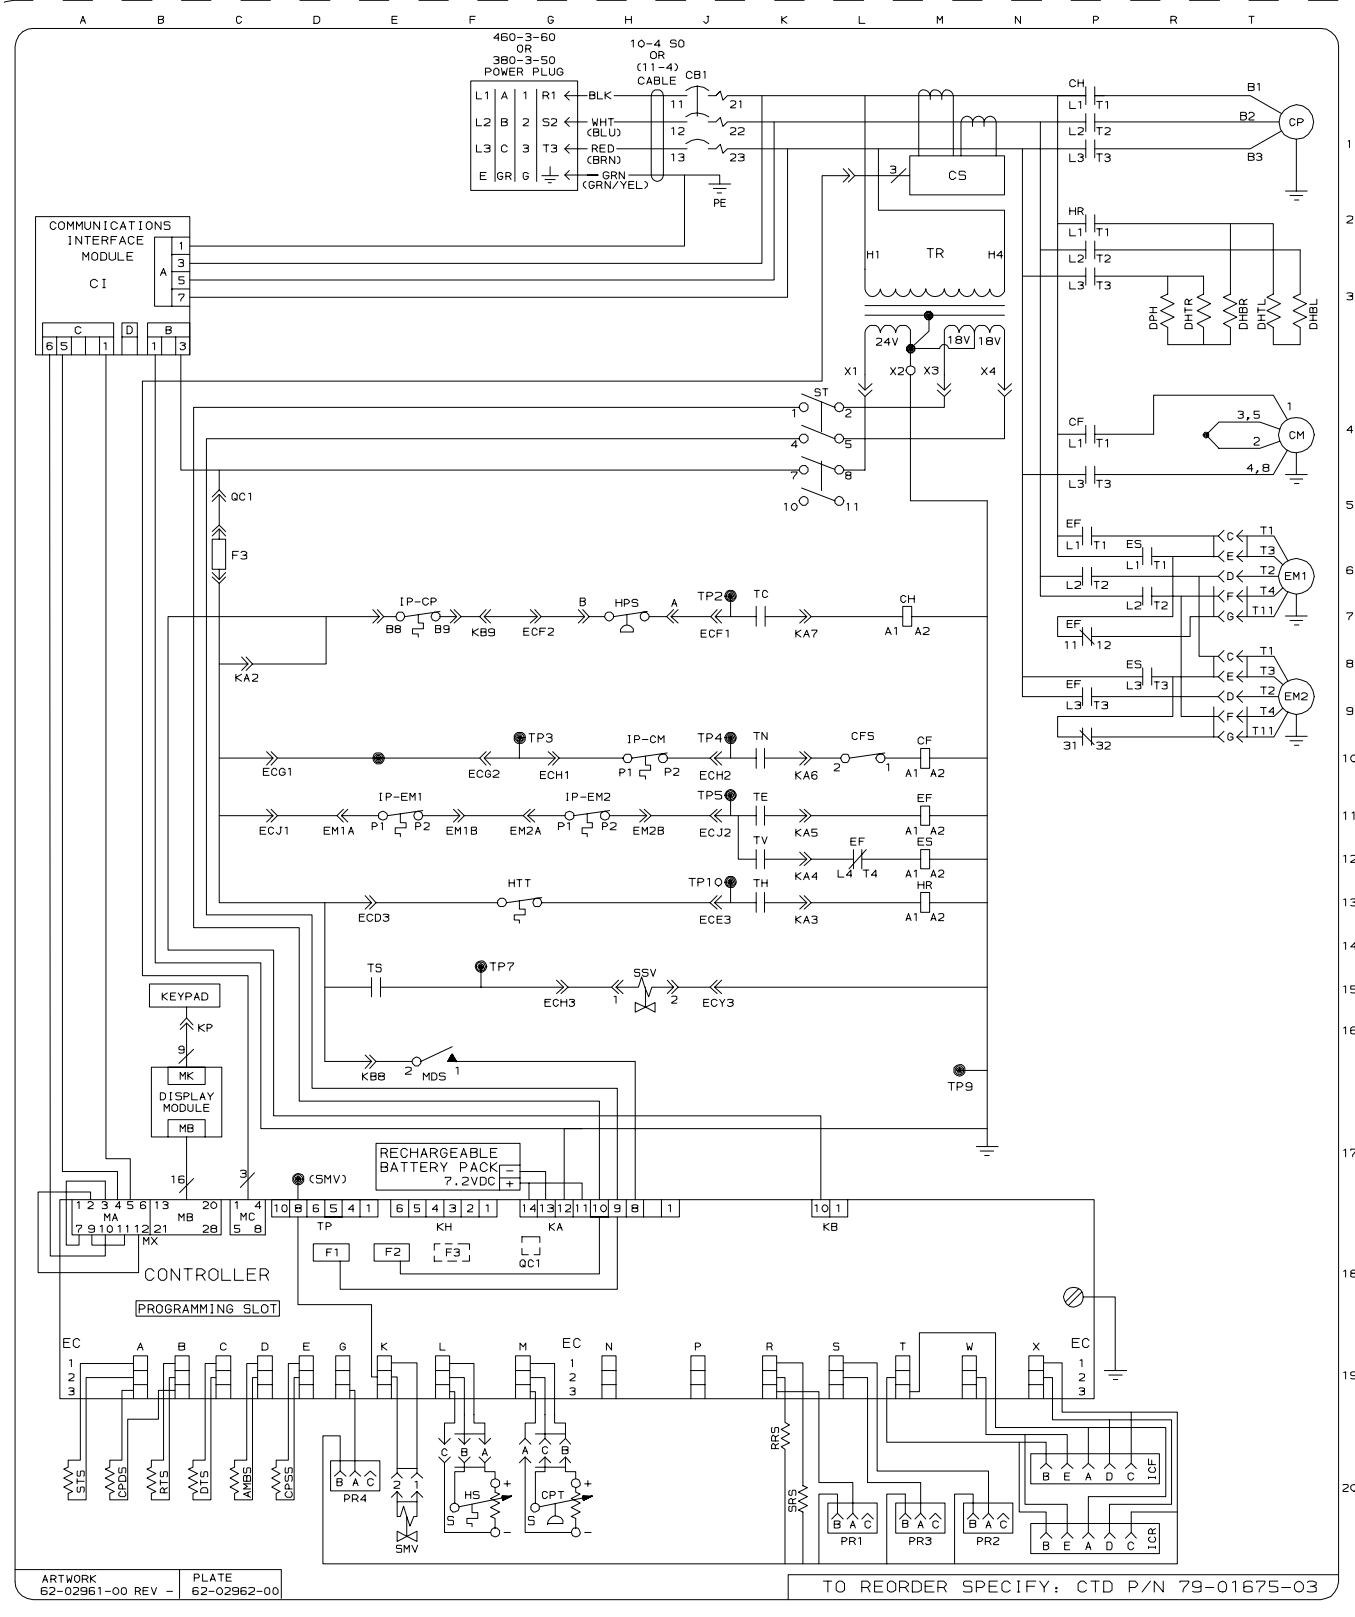 A B C D E F G H J K L M N P R S T
460-3-60
OR
380-3-50
POWER PLUG
10-4 SO
OR
(11-4)
CABLE
CB1
L1 A 1 R1 BLK 11 21
L2 B 2 S2 WHT (BLU) 12 22
L3 C 3 T3 RED (BRN) 13 23
E GR G GRN (GRN/YEL)
PE
3 CS
CH
L1 T1 B1
L2 T2 B2
L3 T3 B3
CP
1
2
3
4
5
6
7
8
9
10
11
12
13
14
15
16
17
18
19
20
COMMUNICATIONS
INTERFACE
MODULE
CI
A 1 3 5 7
C D B
6 5 1 1 3
H1 TR H4
24V 18V 18V
X1 X2 X3 X4
HR
L1 T1
L2 T2
L3 T3
DPH DHTR DHBR DHTL DHBL
ST
1 2
4 5
7 8
10 11
CF
L1 T1
L3 T3
1
3,5
2
4,8
CM
QC1
F3
EF
L1 T1
ES
L1 T1
L2 T2
L2 T2
EF
11 12
C T1
E T3
D T2
F T4
G T11
EM1
ES
L3 T3
EF
L3 T3
31 32
C T1
E T3
D T2
F T4
G T11
EM2
IP-CP B HPS A TP2 TC CH
B8 B9 KB9 ECF2 ECF1 KA7 A1 A2
KA2
TP3 IP-CM TP4 TN CFS CF
ECG1 ECG2 ECH1 P1 P2 ECH2 KA6 2 1 A1 A2
IP-EM1 IP-EM2 TP5 TE EF
ECJ1 EM1A P1 P2 EM1B EM2A P1 P2 EM2B ECJ2 KA5 A1 A2
TV EF ES
KA4 L4 T4 A1 A2
HTT TP10 TH HR
ECD3 ECE3 KA3 A1 A2
TS TP7 SSV
ECH3 1 2 ECY3
KEYPAD
KP
9
MK
DISPLAY
MODULE
MB
16
KB8 2 MDS 1
TP9
3
RECHARGEABLE
BATTERY PACK -
7.2VDC +
(SMV)
1 2 3 4 5 6 13 20 1 4 10 8 6 5 4 1 6 5 4 3 2 1 14 13 12 11 10 9 8 1 10 1
MA MB MC TP KH KA KB
7 9 10 11 12 21 28 5 8
MX
F1 F2 F3 QC1
CONTROLLER
PROGRAMMING SLOT
EC A B C D E G K L M EC N P R S T W X EC
1 1 1
2 2 2
3 3 3
STS CPDS RTS DTS AMBS CPSS
B A C
PR4
2 1
SMV
C B A
HS + S -
A C B
CPT + S -
RRS
SRS
B A C
PR1
B A C
PR3
B A C
PR2
B E A D C ICF
B E A D C ICR
ARTWORK
62-02961-00 REV -
PLATE
62-02962-00
TO REORDER SPECIFY: CTD P/N 79-01675-03